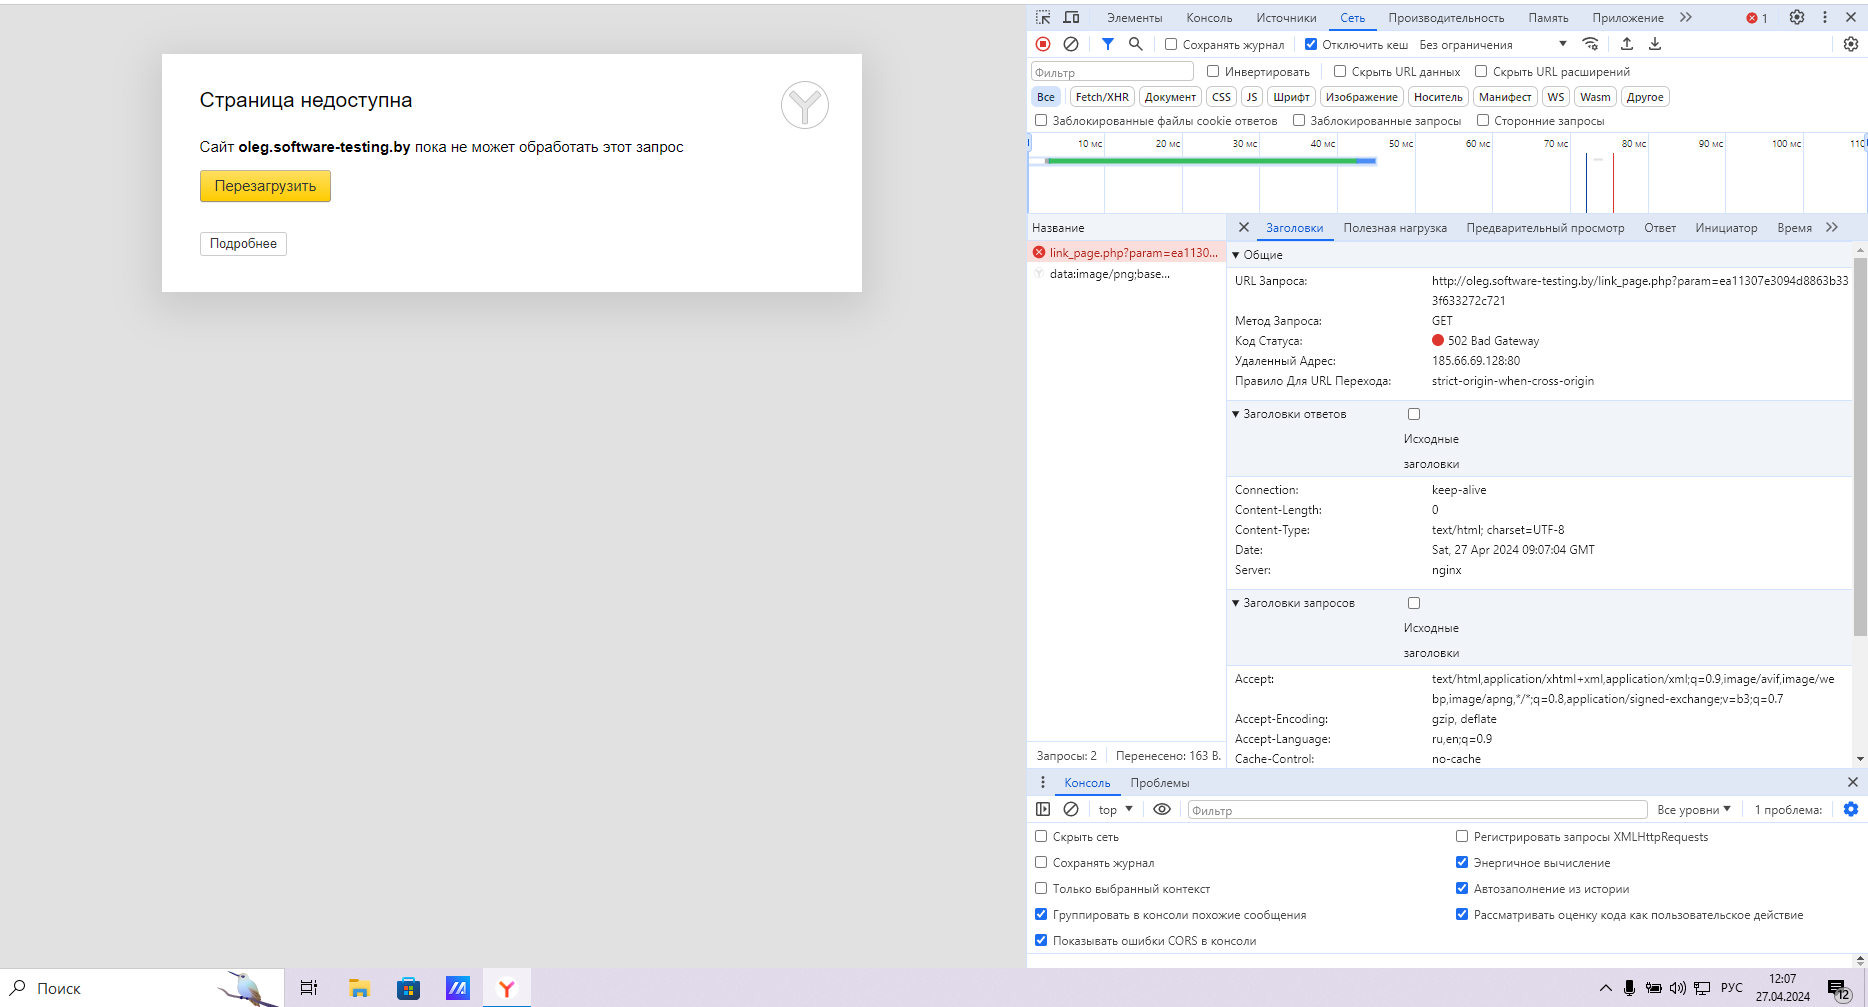 Страница недоступна
Сайт oleg.software-testing.by пока не может обработать этот запрос
Перезагрузить
Подробнее
Элементы Консоль Источники Сеть Производительность Память Приложение 1
Сохранять журнал Отключить кеш Без ограничения
Фильтр Инвертировать Скрыть URL данных Скрыть URL расширений
Все Fetch/XHR Документ CSS JS Шрифт Изображение Носитель Манифест WS Wasm Другое
Заблокированные файлы cookie ответов Заблокированные запросы Сторонние запросы
10 мс 20 мс 30 мс 40 мс 50 мс 60 мс 70 мс 80 мс 90 мс 100 мс 110
Название
link_page.php?param=ea1130...
data:image/png;base...
Запросы: 2 Перенесено: 163 B.
Заголовки Полезная нагрузка Предварительный просмотр Ответ Инициатор Время
Общие
URL Запроса: http://oleg.software-testing.by/link_page.php?param=ea11307e3094d8863b33
3f633272c721
Метод Запроса: GET
Код Статуса: 502 Bad Gateway
Удаленный Адрес: 185.66.69.128:80
Правило Для URL Перехода: strict-origin-when-cross-origin
Заголовки ответов
Исходные
заголовки
Connection: keep-alive
Content-Length: 0
Content-Type: text/html; charset=UTF-8
Date: Sat, 27 Apr 2024 09:07:04 GMT
Server: nginx
Заголовки запросов
Исходные
заголовки
Accept: text/html,application/xhtml+xml,application/xml;q=0.9,image/avif,image/we
bp,image/apng,*/*;q=0.8,application/signed-exchange;v=b3;q=0.7
Accept-Encoding: gzip, deflate
Accept-Language: ru,en;q=0.9
Cache-Control: no-cache
Консоль Проблемы
top Фильтр Все уровни 1 проблема:
Скрыть сеть Регистрировать запросы XMLHttpRequests
Сохранять журнал Энергичное вычисление
Только выбранный контекст Автозаполнение из истории
Группировать в консоли похожие сообщения Рассматривать оценку кода как пользовательское действие
Показывать ошибки CORS в консоли
Поиск РУС 12:07
27.04.2024 12